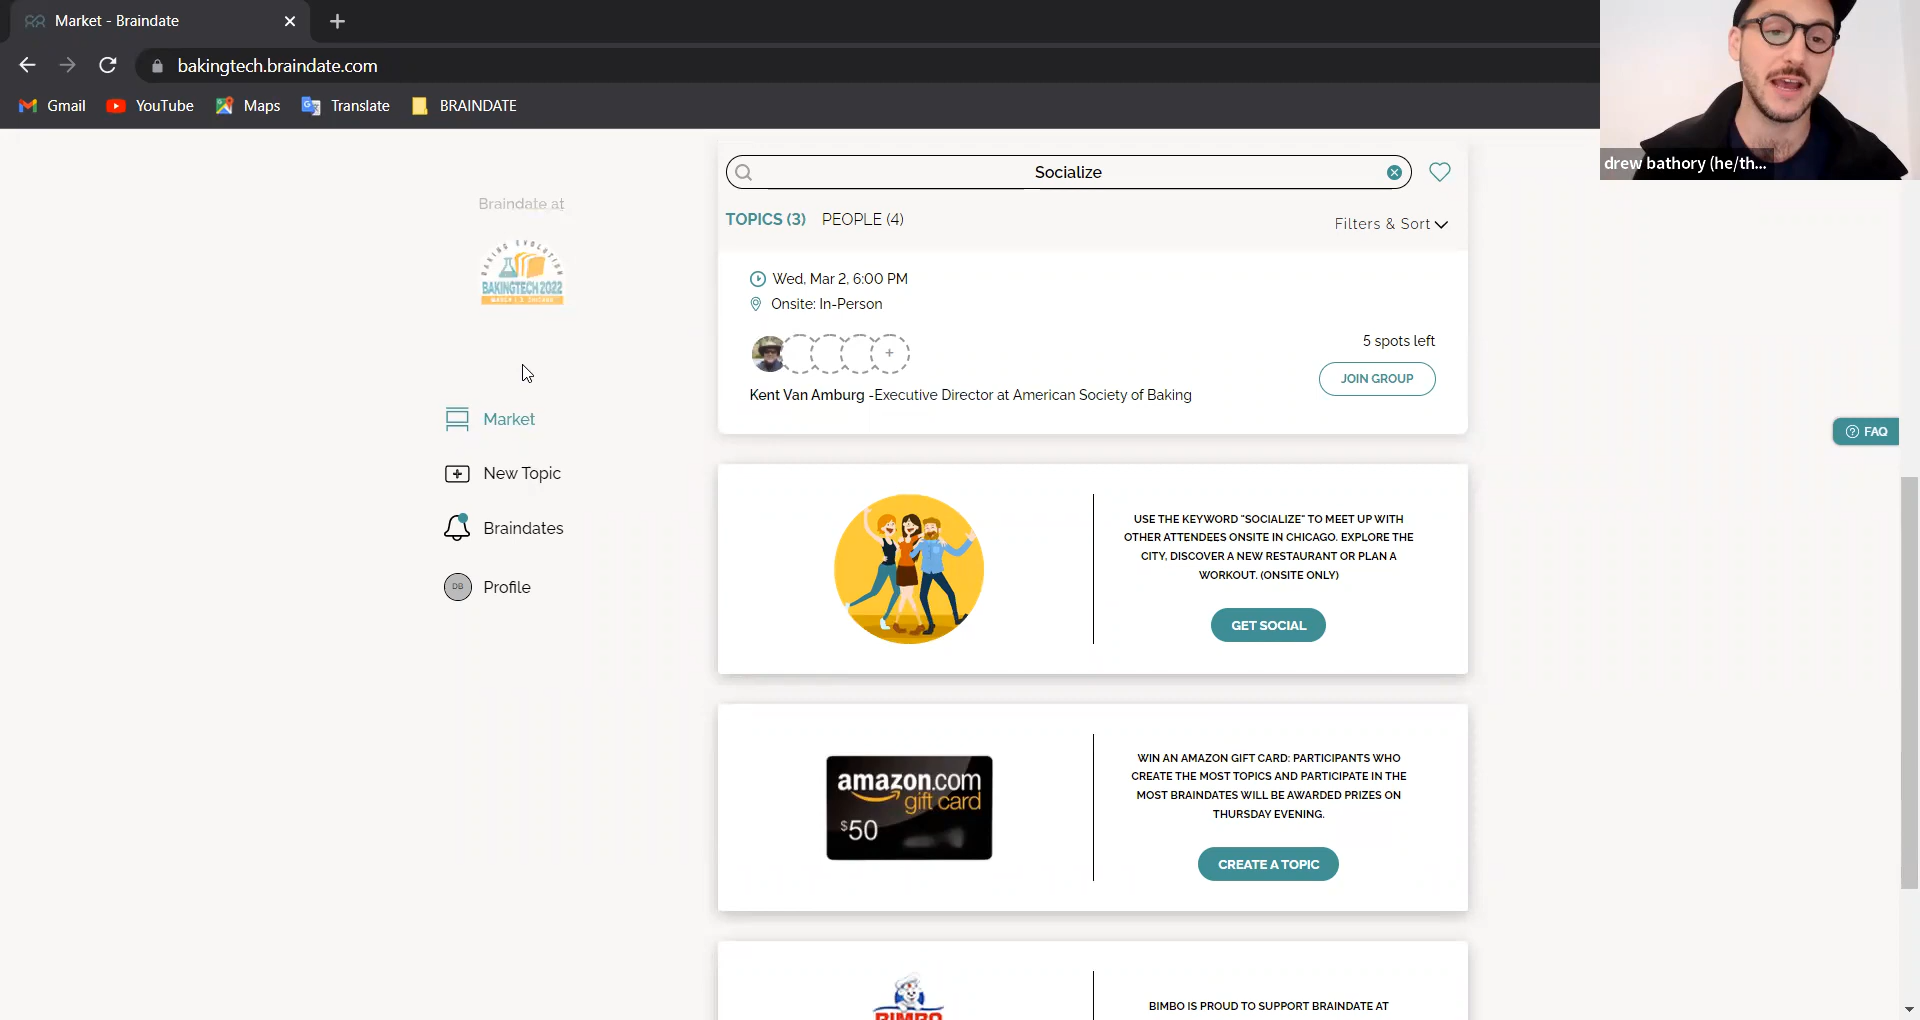 Market - Braindate
bakingtech.braindate.com
Gmail
YouTube
Maps
Translate
BRAINDATE
drew bathory (he/th...
Braindate at
BAKING EVOLUTION
BAKINGTECH 2022
Market
New Topic
Braindates
DB
Profile
Socialize
TOPICS (3)
PEOPLE (4)
Filters & Sort
Wed, Mar 2, 6:00 PM
Onsite: In-Person
5 spots left
JOIN GROUP
Kent Van Amburg -Executive Director at American Society of Baking
FAQ
USE THE KEYWORD "SOCIALIZE" TO MEET UP WITH
OTHER ATTENDEES ONSITE IN CHICAGO. EXPLORE THE
CITY, DISCOVER A NEW RESTAURANT OR PLAN A
WORKOUT. (ONSITE ONLY)
GET SOCIAL
amazon.com
gift card
$50
WIN AN AMAZON GIFT CARD: PARTICIPANTS WHO
CREATE THE MOST TOPICS AND PARTICIPATE IN THE
MOST BRAINDATES WILL BE AWARDED PRIZES ON
THURSDAY EVENING.
CREATE A TOPIC
BIMBO
BIMBO IS PROUD TO SUPPORT BRAINDATE AT